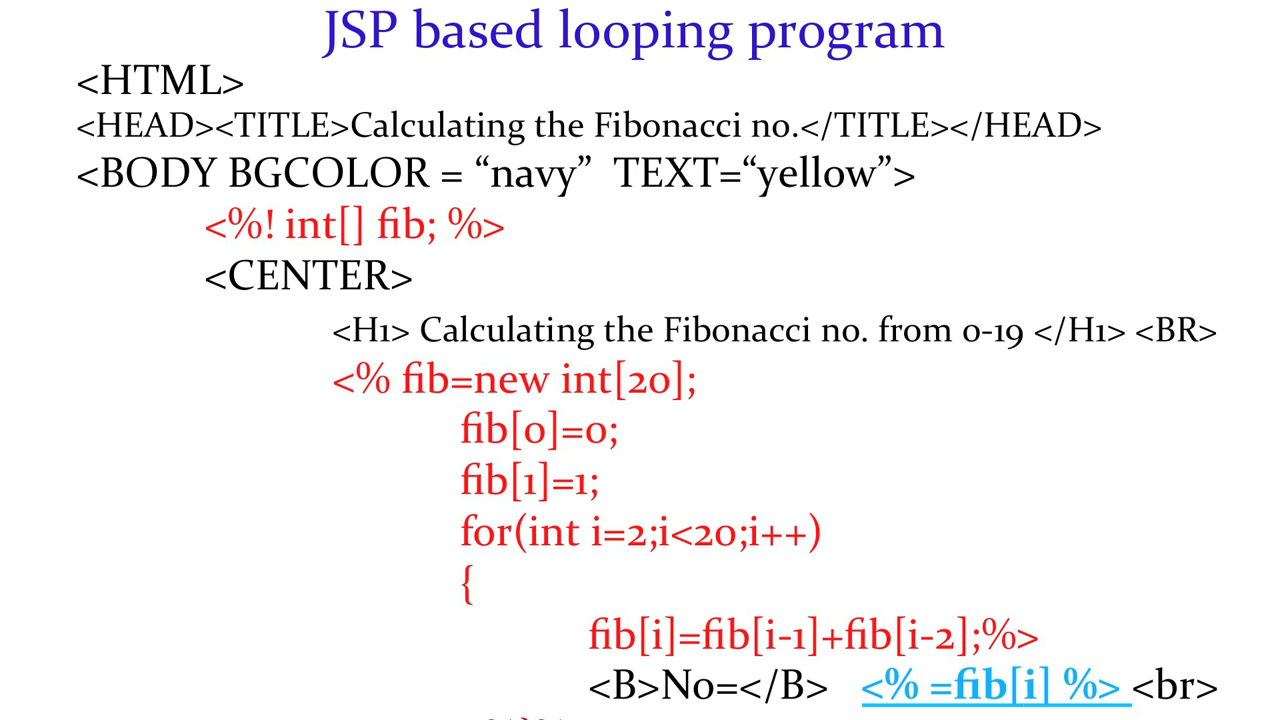 JSP based looping program
<HTML>
<HEAD><TITLE>Calculating the Fibonacci no.</TITLE></HEAD>
<BODY BGCOLOR = “navy”  TEXT=“yellow”>
<%! int[] fib; %>
<CENTER>
<H1> Calculating the Fibonacci no. from 0-19 </H1> <BR>
<% fib=new int[20];
fib[0]=0;
fib[1]=1;
for(int i=2;i<20;i++)
{
fib[i]=fib[i-1]+fib[i-2];%>
<B>No=</B> <% =fib[i] %> <br>